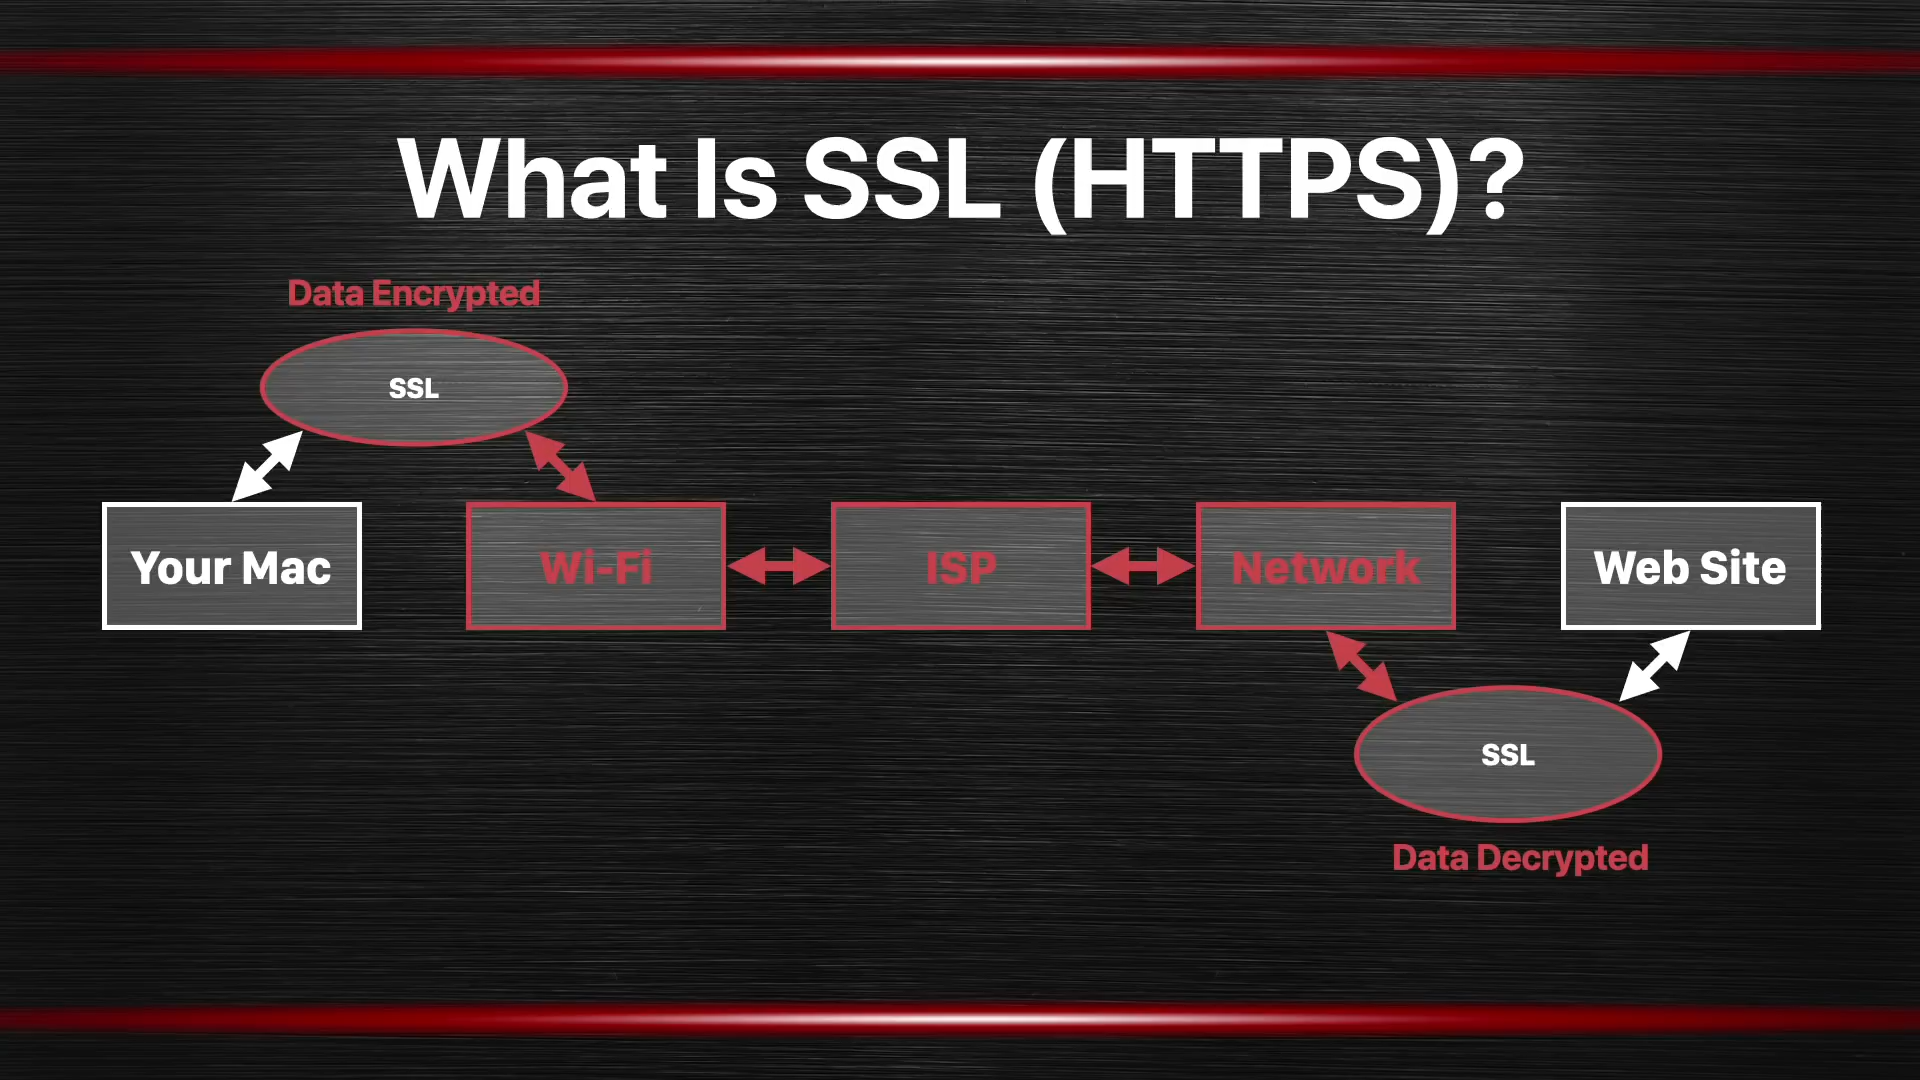 What Is SSL (HTTPS)?
Data Encrypted
SSL
Your Mac
Wi-Fi
ISP
Network
Web Site
SSL
Data Decrypted